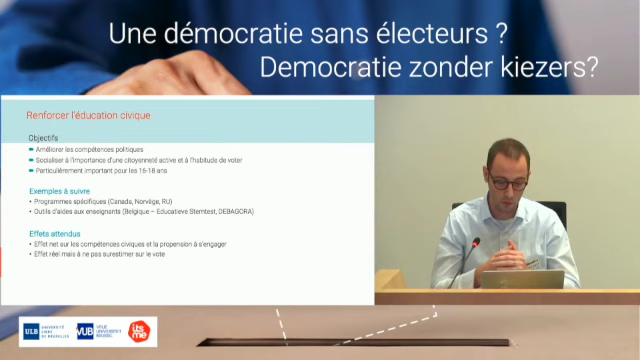 Une démocratie sans électeurs ?
Democratie zonder kiezers?
Renforcer l'éducation civique
Objectifs
Améliorer les compétences politiques
Socialiser à l'importance d'une citoyenneté active et à l'habitude de voter
Particulièrement important pour les 16-18 ans
Exemples à suivre
• Programmes spécifiques (Canada, Norvège, RU)
• Outils d'aides aux enseignants (Belgique – Educatieve Stemtest, DEBAGORA)
Effets attendus
• Effet net sur les compétences civiques et la propension à s'engager
• Effet réel mais à ne pas surestimer sur le vote
ULB
UNIVERSITÉ
LIBRE
DE BRUXELLES
VUB
VRIJE
UNIVERSITEIT
BRUSSEL
its
me